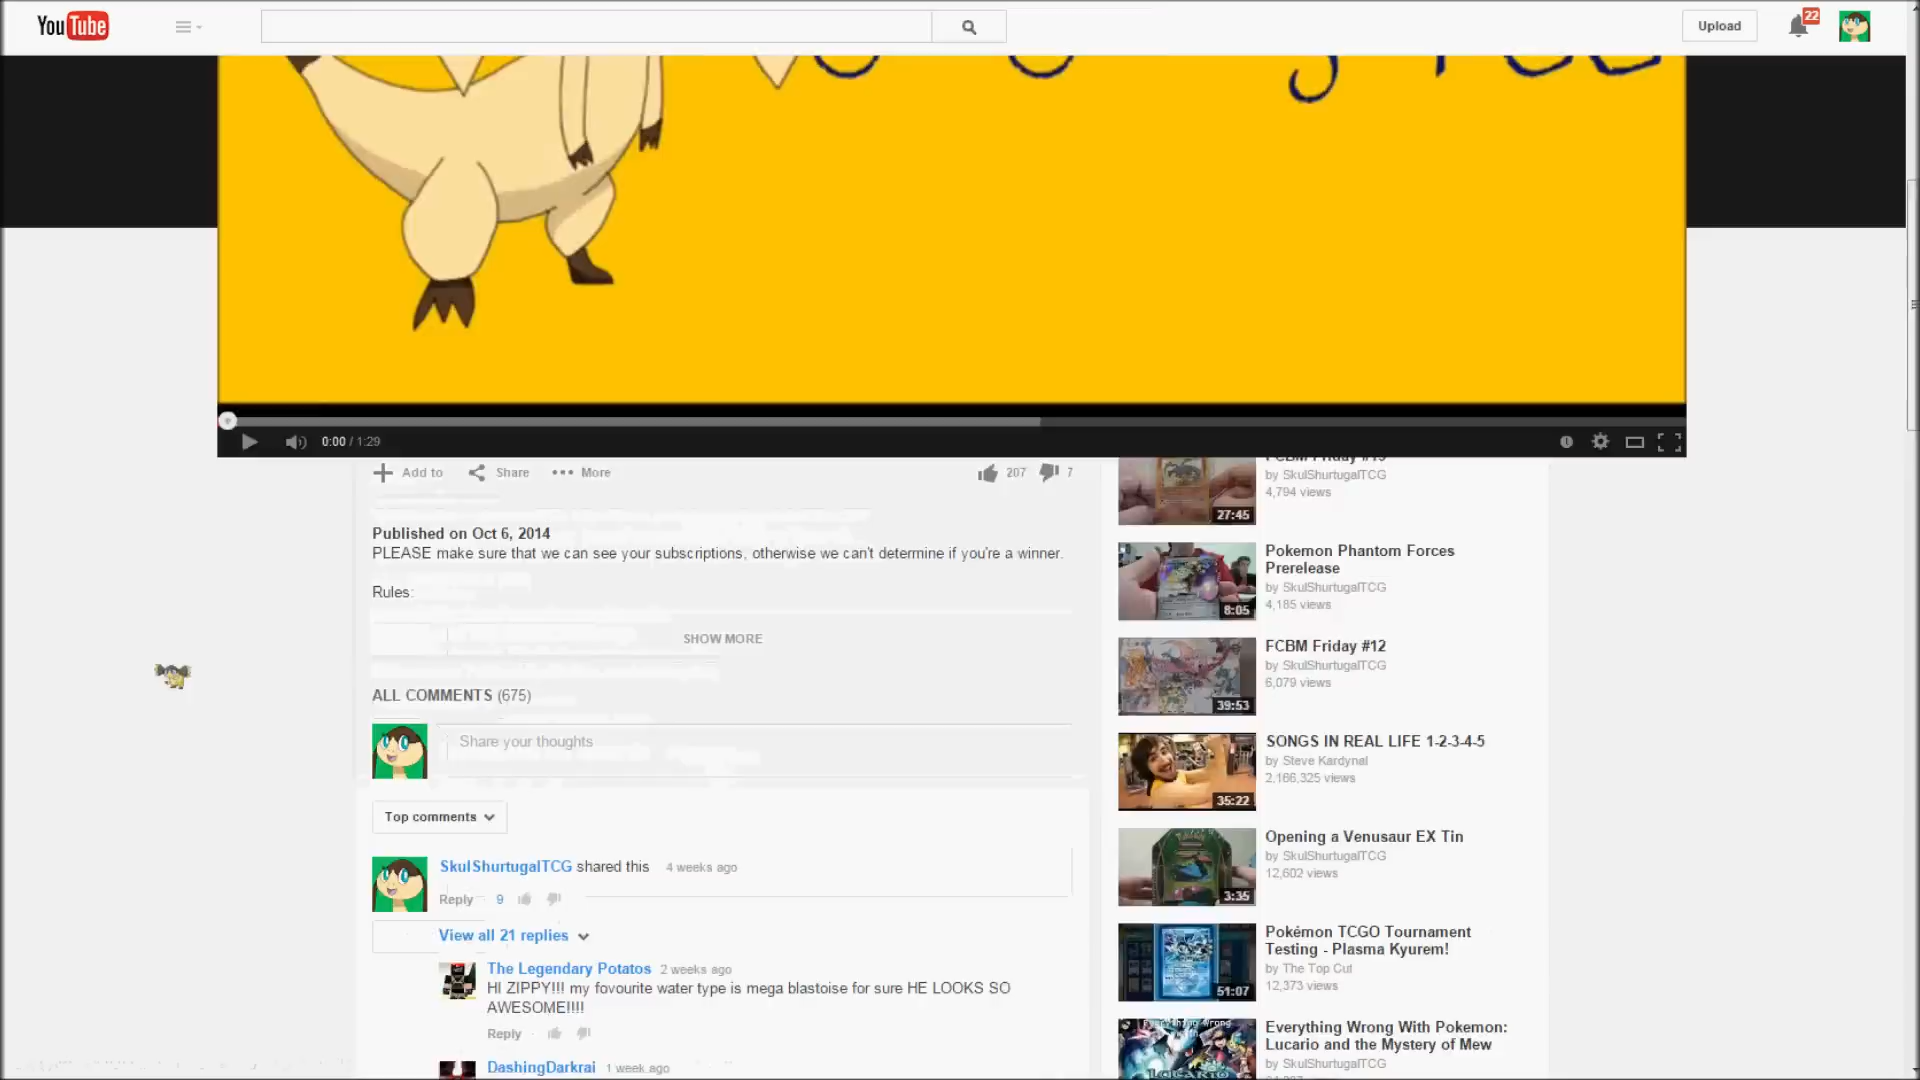 YouTube
Upload
22
0:00 / 1:29
Add to
Share
More
207
7
Published on Oct 6, 2014
PLEASE make sure that we can see your subscriptions, otherwise we can't determine if you're a winner.
Rules:
SHOW MORE
ALL COMMENTS (675)
Share your thoughts
Top comments
SkulShurtugalTCG shared this 4 weeks ago
Reply
9
View all 21 replies
The Legendary Potatos 2 weeks ago
HI ZIPPY!!! my fovourite water type is mega blastoise for sure HE LOOKS SO
AWESOME!!!!
Reply
DashingDarkrai 1 week ago
by SkulShurtugalTCG
4,794 views
27:45
Pokemon Phantom Forces
Prerelease
by SkulShurtugalTCG
4,185 views
8:05
FCBM Friday #12
by SkulShurtugalTCG
6,079 views
39:53
SONGS IN REAL LIFE 1-2-3-4-5
by Steve Kardynal
2,166,325 views
35:22
Opening a Venusaur EX Tin
by SkulShurtugalTCG
12,602 views
3:35
Pokémon TCGO Tournament
Testing - Plasma Kyurem!
by The Top Cut
12,373 views
51:07
Everything Wrong With Pokemon:
Lucario and the Mystery of Mew
by SkulShurtugalTCG